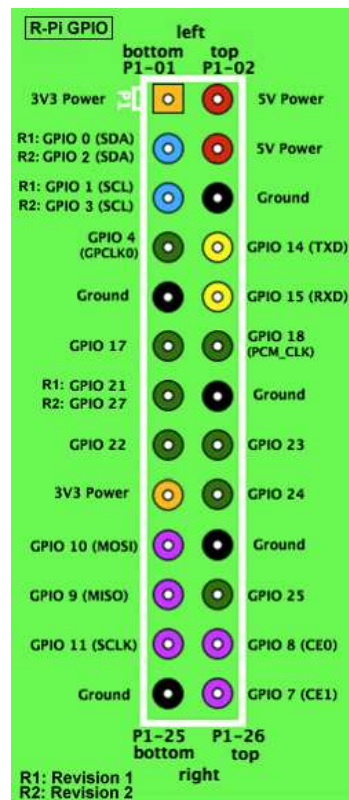 R-Pi GPIO
left
bottom top
P1-01 P1-02
3V3 Power P1 5V Power
R1: GPIO 0 (SDA)
R2: GPIO 2 (SDA) 5V Power
R1: GPIO 1 (SCL)
R2: GPIO 3 (SCL) Ground
GPIO 4
(GPCLK0) GPIO 14 (TXD)
Ground GPIO 15 (RXD)
GPIO 17 GPIO 18
(PCM_CLK)
R1: GPIO 21
R2: GPIO 27 Ground
GPIO 22 GPIO 23
3V3 Power GPIO 24
GPIO 10 (MOSI) Ground
GPIO 9 (MISO) GPIO 25
GPIO 11 (SCLK) GPIO 8 (CE0)
Ground GPIO 7 (CE1)
P1-25 P1-26
bottom top
right
R1: Revision 1
R2: Revision 2